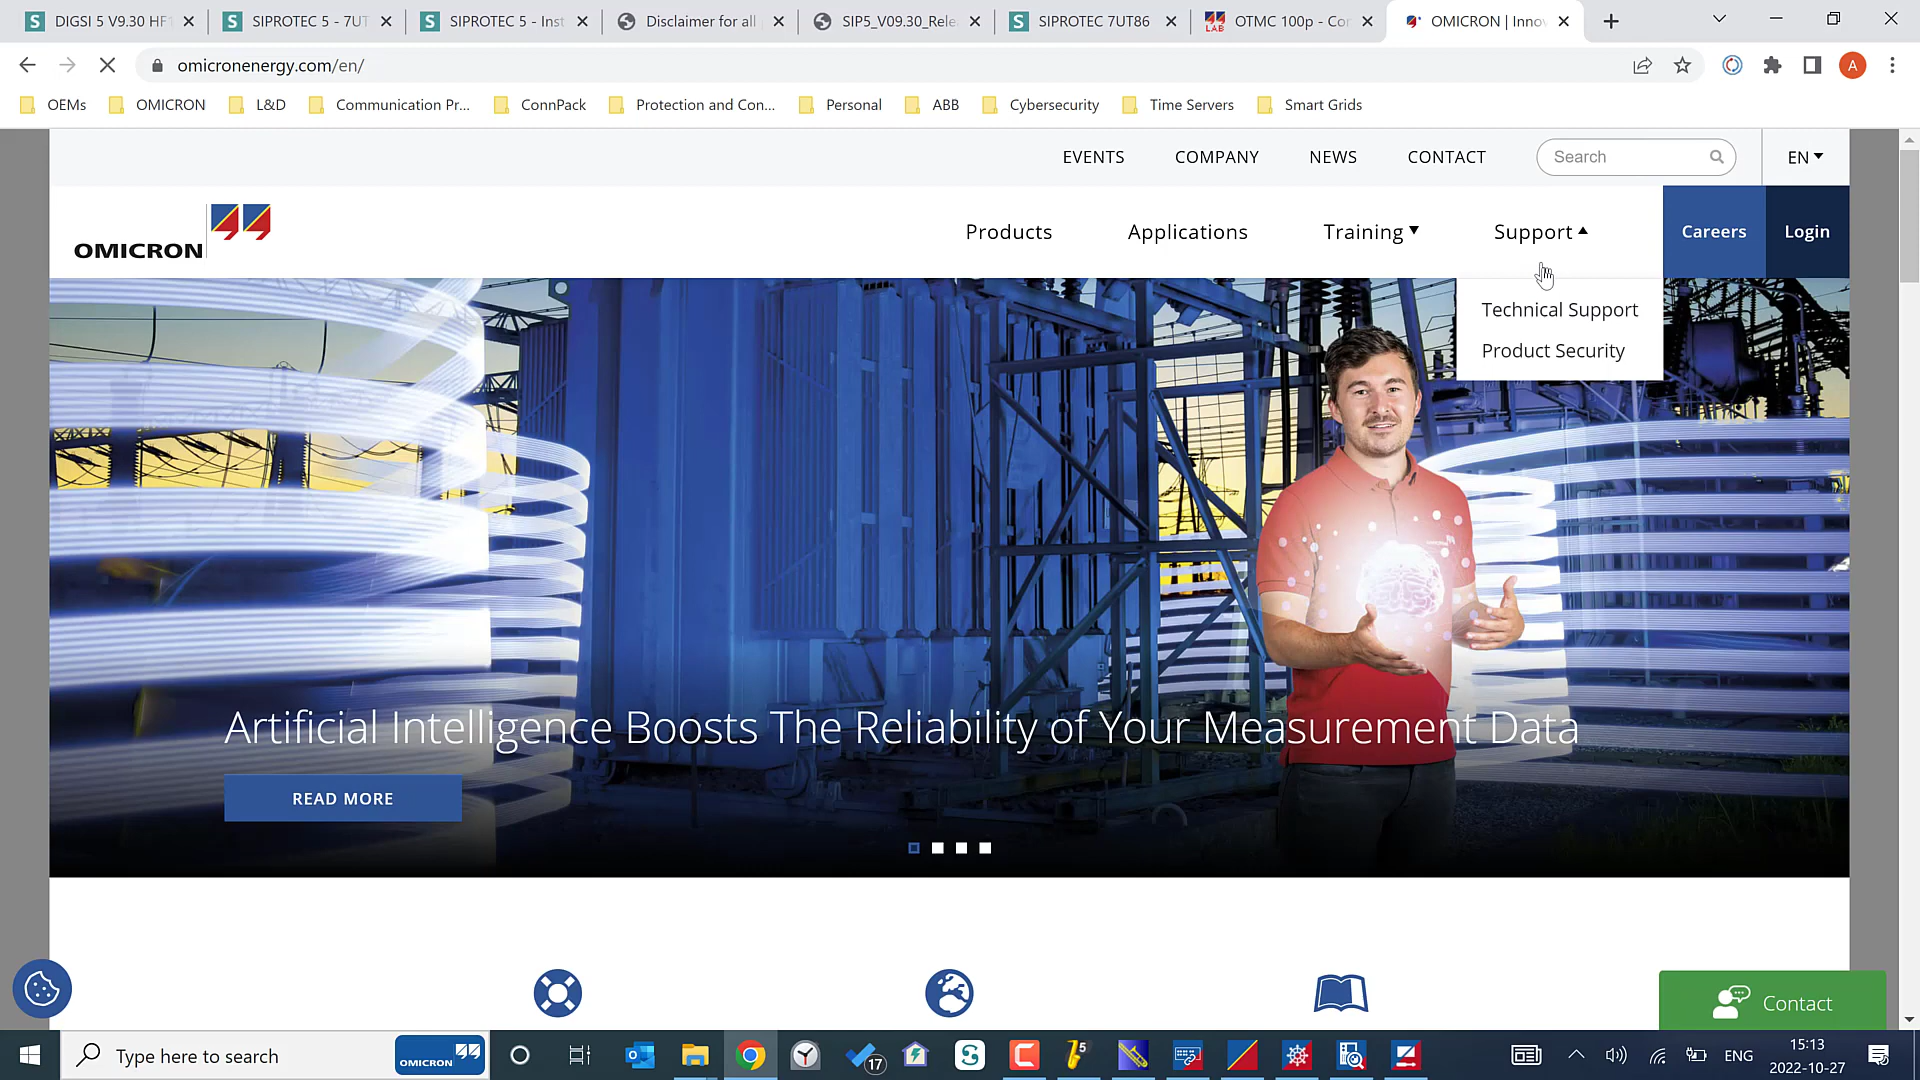 DIGSI 5 V9.30 HF1
SIPROTEC 5 - 7UT
SIPROTEC 5 - Inst
Disclaimer for all
SIP5_V09.30_Rele
SIPROTEC 7UT86
OTMC 100p - Co
OMICRON | Inno
omicronenergy.com/en/
A
OEMs
OMICRON
L&D
Communication Pr...
ConnPack
Protection and Con...
Personal
ABB
Cybersecurity
Time Servers
Smart Grids
EVENTS
COMPANY
NEWS
CONTACT
Search
EN
OMICRON
Products
Applications
Training
Support
Careers
Login
Technical Support
Product Security
Artificial Intelligence Boosts The Reliability of Your Measurement Data
READ MORE
Contact
Type here to search
OMICRON
17
5
ENG
15:13
2022-10-27